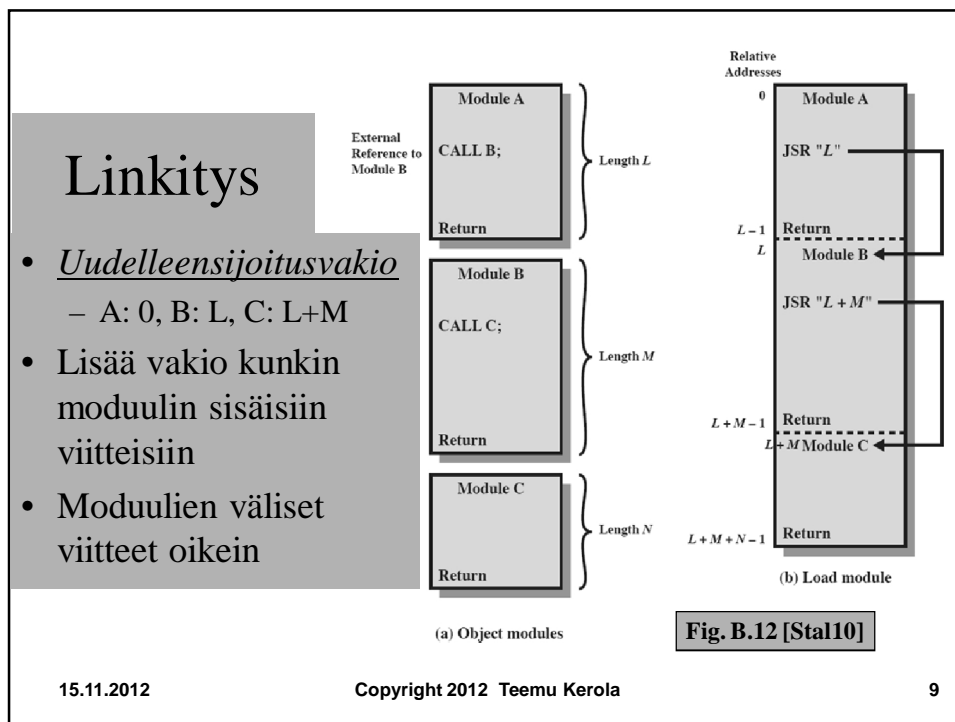 Linkitys
• Uudelleensijoitusvakio
– A: 0, B: L, C: L+M
• Lisää vakio kunkin
moduulin sisäisiin
viitteisiin
• Moduulien väliset
viitteet oikein
External
Reference to
Module B
Module A
CALL B;
Return
Length L
Module B
CALL C;
Return
Length M
Module C
Return
Length N
(a) Object modules
Relative
Addresses
0
Module A
JSR "L"
L – 1
Return
L
Module B
JSR "L + M"
L + M – 1
Return
L + M
Module C
L + M + N – 1
Return
(b) Load module
Fig. B.12 [Stal10]
15.11.2012
Copyright 2012 Teemu Kerola
9